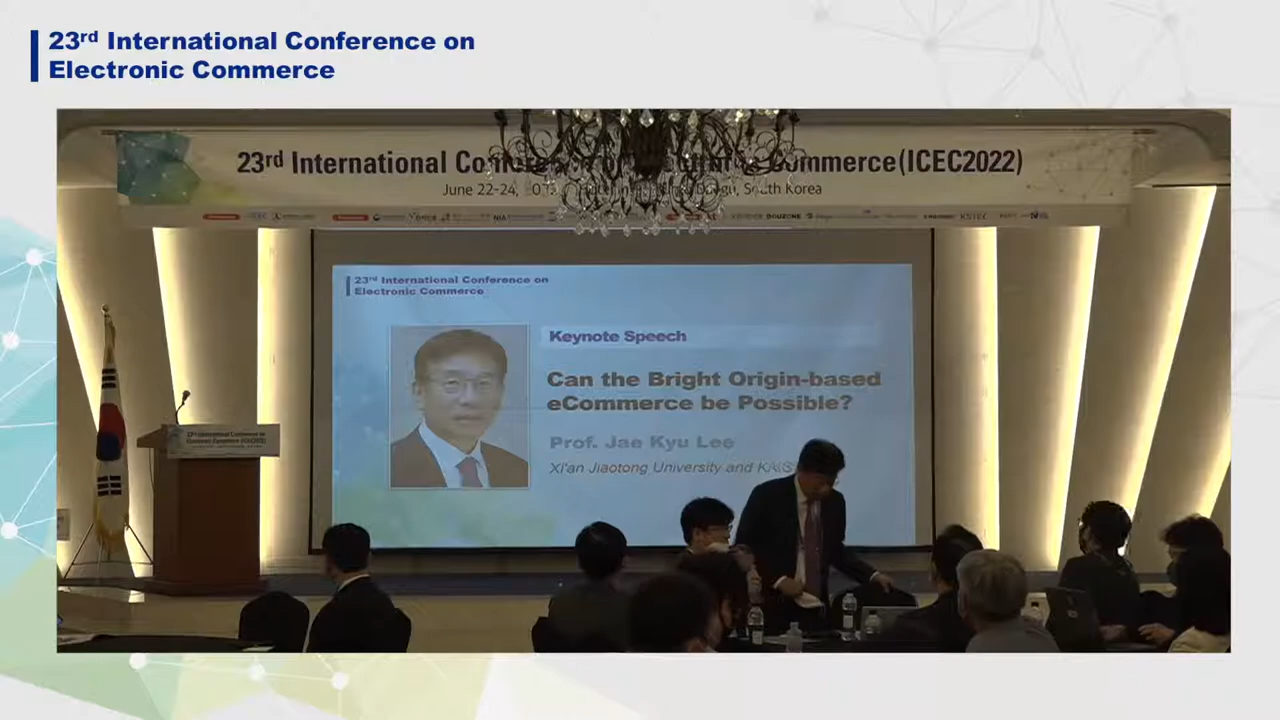 23rd International Conference on
Electronic Commerce
23rd International Commerce(ICEC2022)
June 22-24, South Korea
23rd International Conference on
Electronic Commerce
Keynote Speech
Can the Bright Origin-based
eCommerce be Possible?
Prof. Jae Kyu Lee
Xi'an Jiaotong University and KAIS